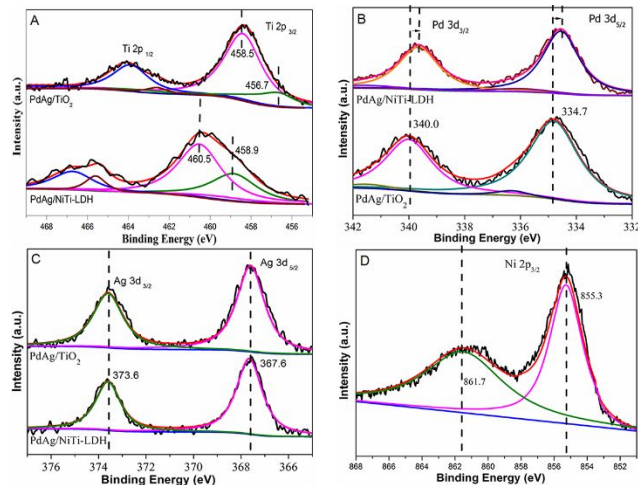 A
Ti 2p 1/2
Ti 2p 3/2
458.5
456.7
PdAg/TiO2
460.5
458.9
PdAg/NiTi-LDH
468 466 464 462 460 458 456
Binding Energy (eV)
Intensity (a.u.)
B
Pd 3d3/2
Pd 3d5/2
PdAg/NiTi-LDH
340.0
334.7
PdAg/TiO2
342 340 338 336 334 332
Binding Energy (eV)
Intensity (a.u.)
C
Ag 3d3/2
Ag 3d5/2
PdAg/TiO2
373.6
367.6
PdAg/NiTi-LDH
376 374 372 370 368 366
Binding Energy (eV)
Intensity (a.u.)
D
Ni 2p3/2
855.3
861.7
868 866 864 862 860 858 856 854 852
Binding Energy (eV)
Intensity (a.u.)